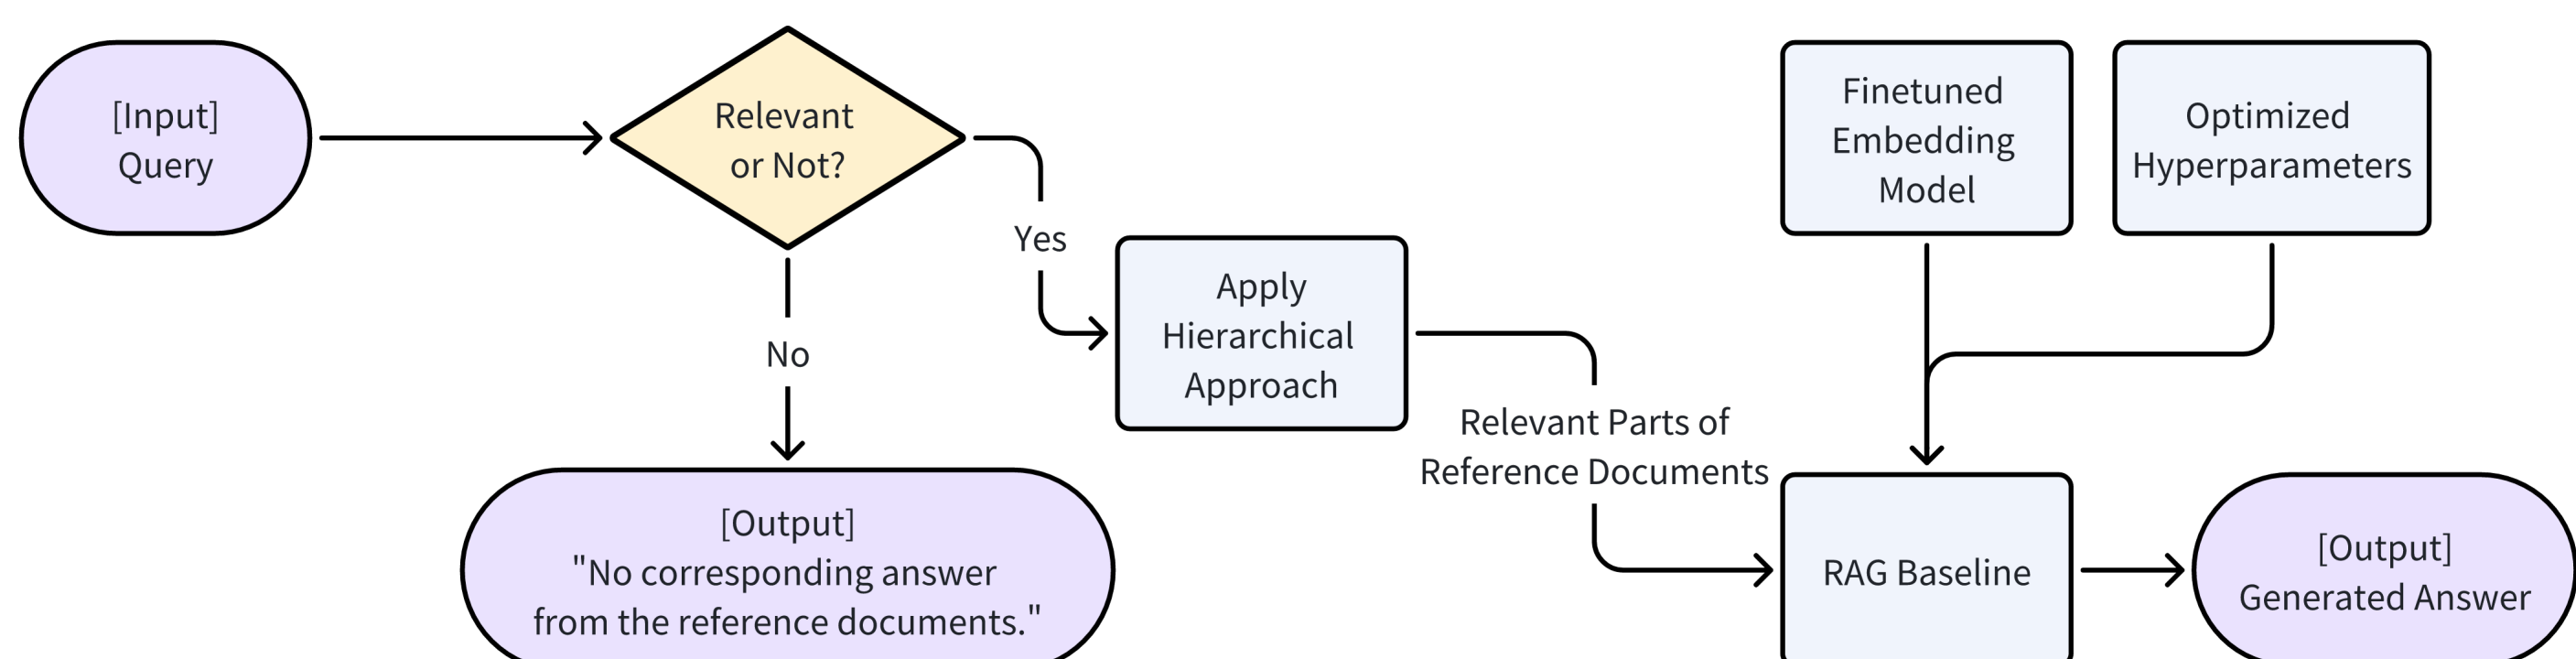 [Input]
Query
Relevant
or Not?
Yes
No
[Output]
"No corresponding answer
from the reference documents."
Apply
Hierarchical
Approach
Relevant Parts of
Reference Documents
Finetuned
Embedding
Model
Optimized
Hyperparameters
RAG Baseline
[Output]
Generated Answer